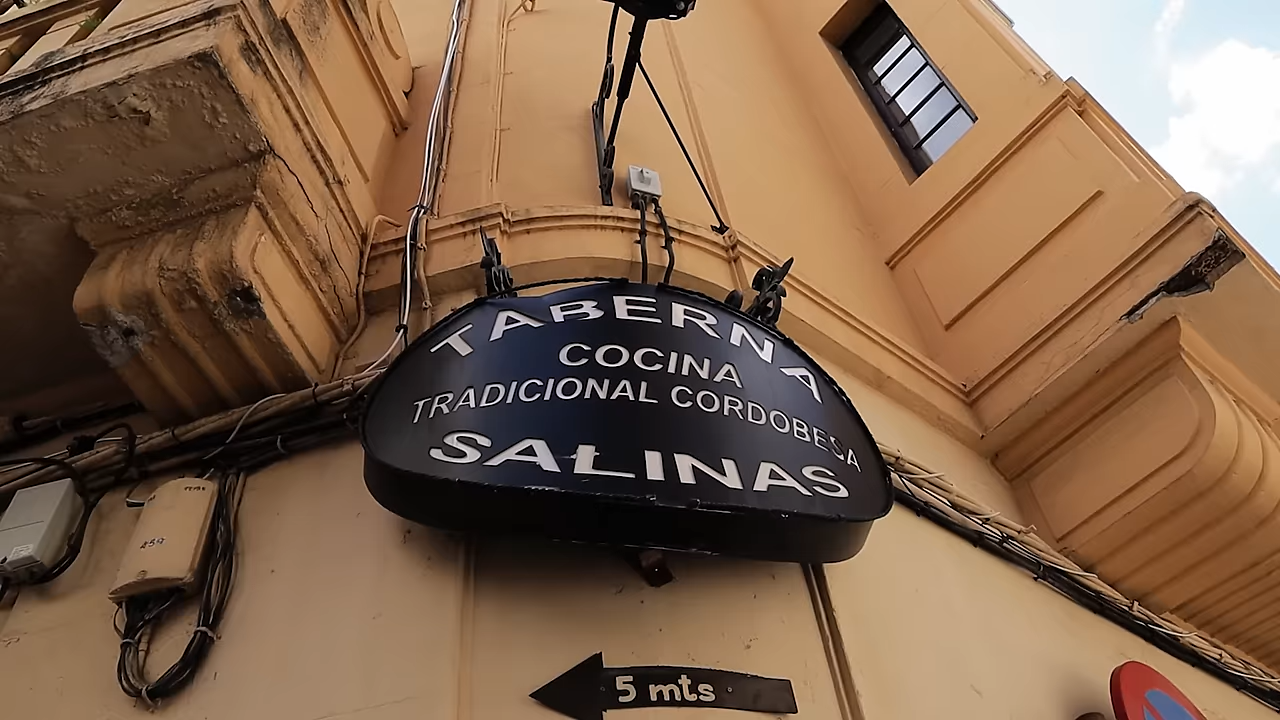 TABERNA
COCINA
TRADICIONAL CORDOBESA
SALINAS
5 mts